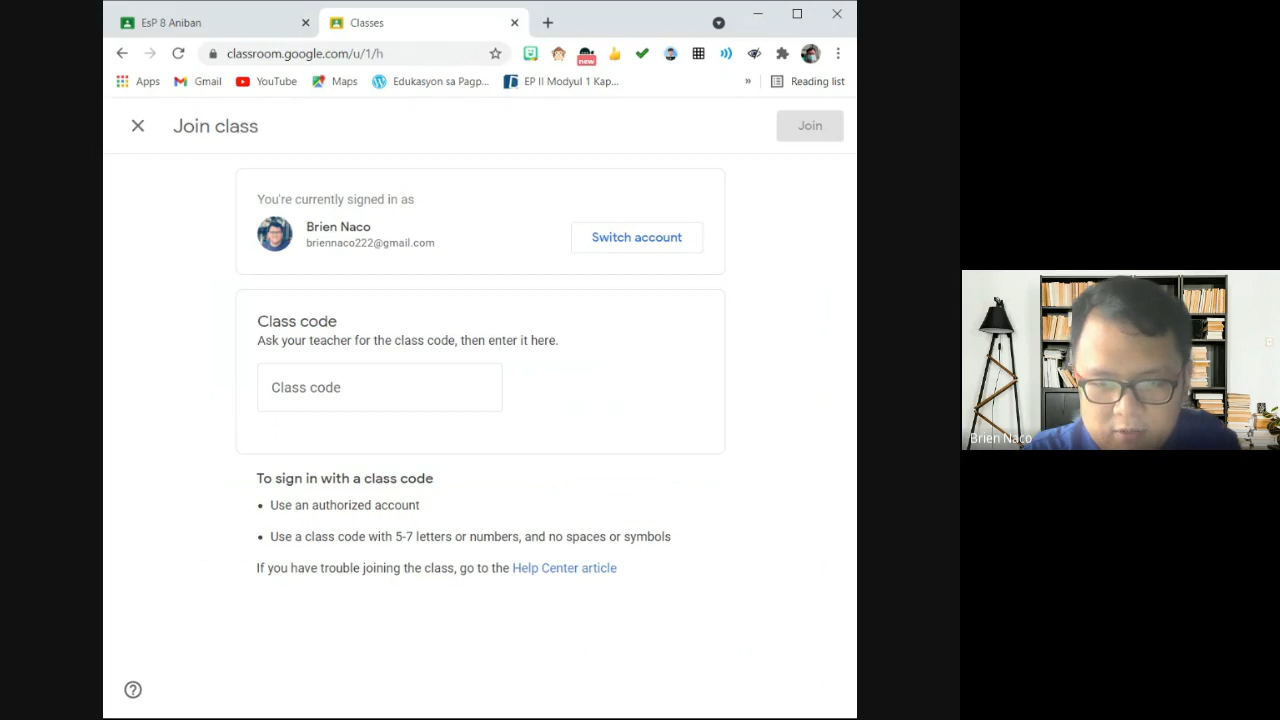 EsP 8 Aniban
Classes
classroom.google.com/u/1/h
new
Apps
Gmail
YouTube
Maps
Edukasyon sa Pagp...
EP II Modyul 1 Kap...
»
Reading list
Join class
Join
You're currently signed in as
Brien Naco
briennaco222@gmail.com
Switch account
Class code
Ask your teacher for the class code, then enter it here.
Class code
To sign in with a class code
• Use an authorized account
• Use a class code with 5-7 letters or numbers, and no spaces or symbols
If you have trouble joining the class, go to the Help Center article
Brien Naco